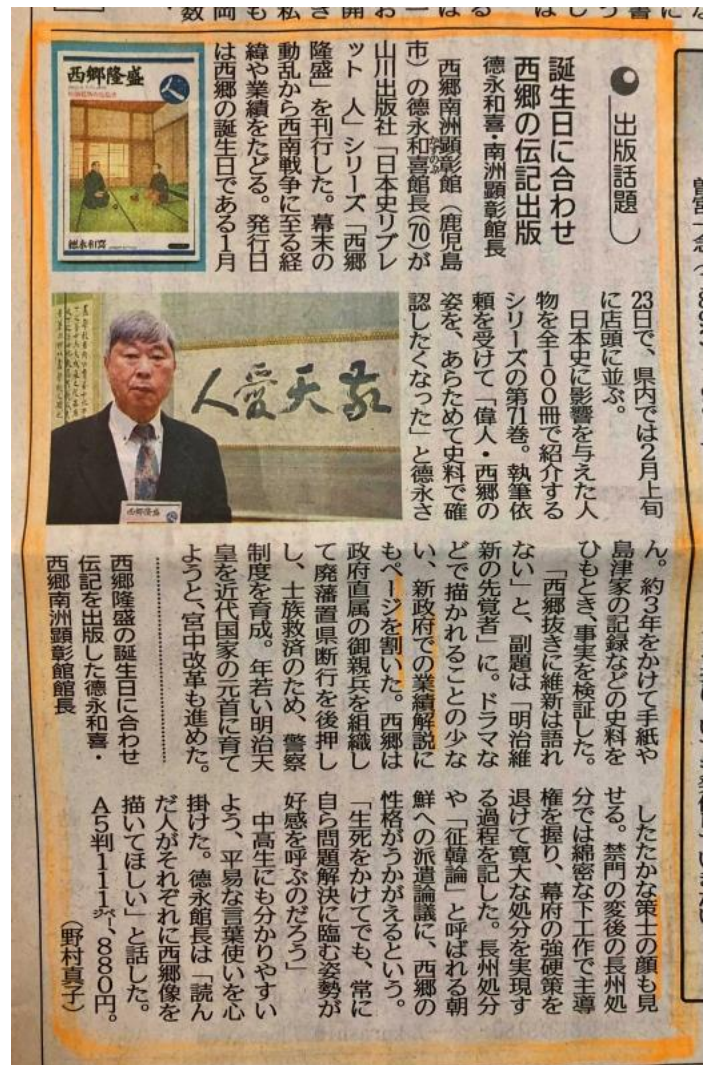 出版話題
誕生日に合わせ
西郷の伝記出版
德永和喜・南洲顕彰館長
西郷南洲顕彰館(鹿児島
市)の德永和喜館長(70)が
山川出版社「日本史リブレ
ット 人」シリーズ「西郷
隆盛」を刊行した。幕末の
動乱から西南戦争に至る経
緯や業績をたどる。発行日
は西郷の誕生日である1月
西郷隆盛
人
德永和喜
23日で、県内では2月上旬
に店頭に並ぶ。
日本史に影響を与えた人
物を全100冊で紹介する
シリーズの第71巻。執筆依
頼を受けて「偉人・西郷の
姿を、あらためて史料で確
認したくなった」と德永さ
敬天愛人
西郷隆盛
ん。約3年をかけて手紙や
島津家の記録などの史料を
ひもとき、事実を検証した。
「西郷抜きに維新は語れ
ない」と、副題は「明治維
新の先覚者」に。ドラマな
どで描かれることの少な
い、新政府での業績解説に
もページを割いた。西郷は
政府直属の御親兵を組織し
て廃藩置県断行を後押し
し、士族救済のため、警察
制度を育成。年若い明治天
皇を近代国家の元首に育て
ようと、宮中改革も進めた。
西郷隆盛の誕生日に合わせ
伝記を出版した德永和喜・
西郷南洲顕彰館館長
したたかな策士の顔も見
せる。禁門の変後の長州処
分では綿密な下工作で主導
権を握り、幕府の強硬策を
退けて寛大な処分を実現す
る過程を記した。長州処分
や「征韓論」と呼ばれる朝
鮮への派遣論議に、西郷の
性格がうかがえるという。
「生死をかけてでも、常に
自ら問題解決に臨む姿勢が
好感を呼ぶのだろう」
中高生にも分かりやすい
よう、平易な言葉使いを心
掛けた。德永館長は「読ん
だ人がそれぞれに西郷像を
描いてほしい」と話した。
A5判111㌻、880円。
(野村真子)